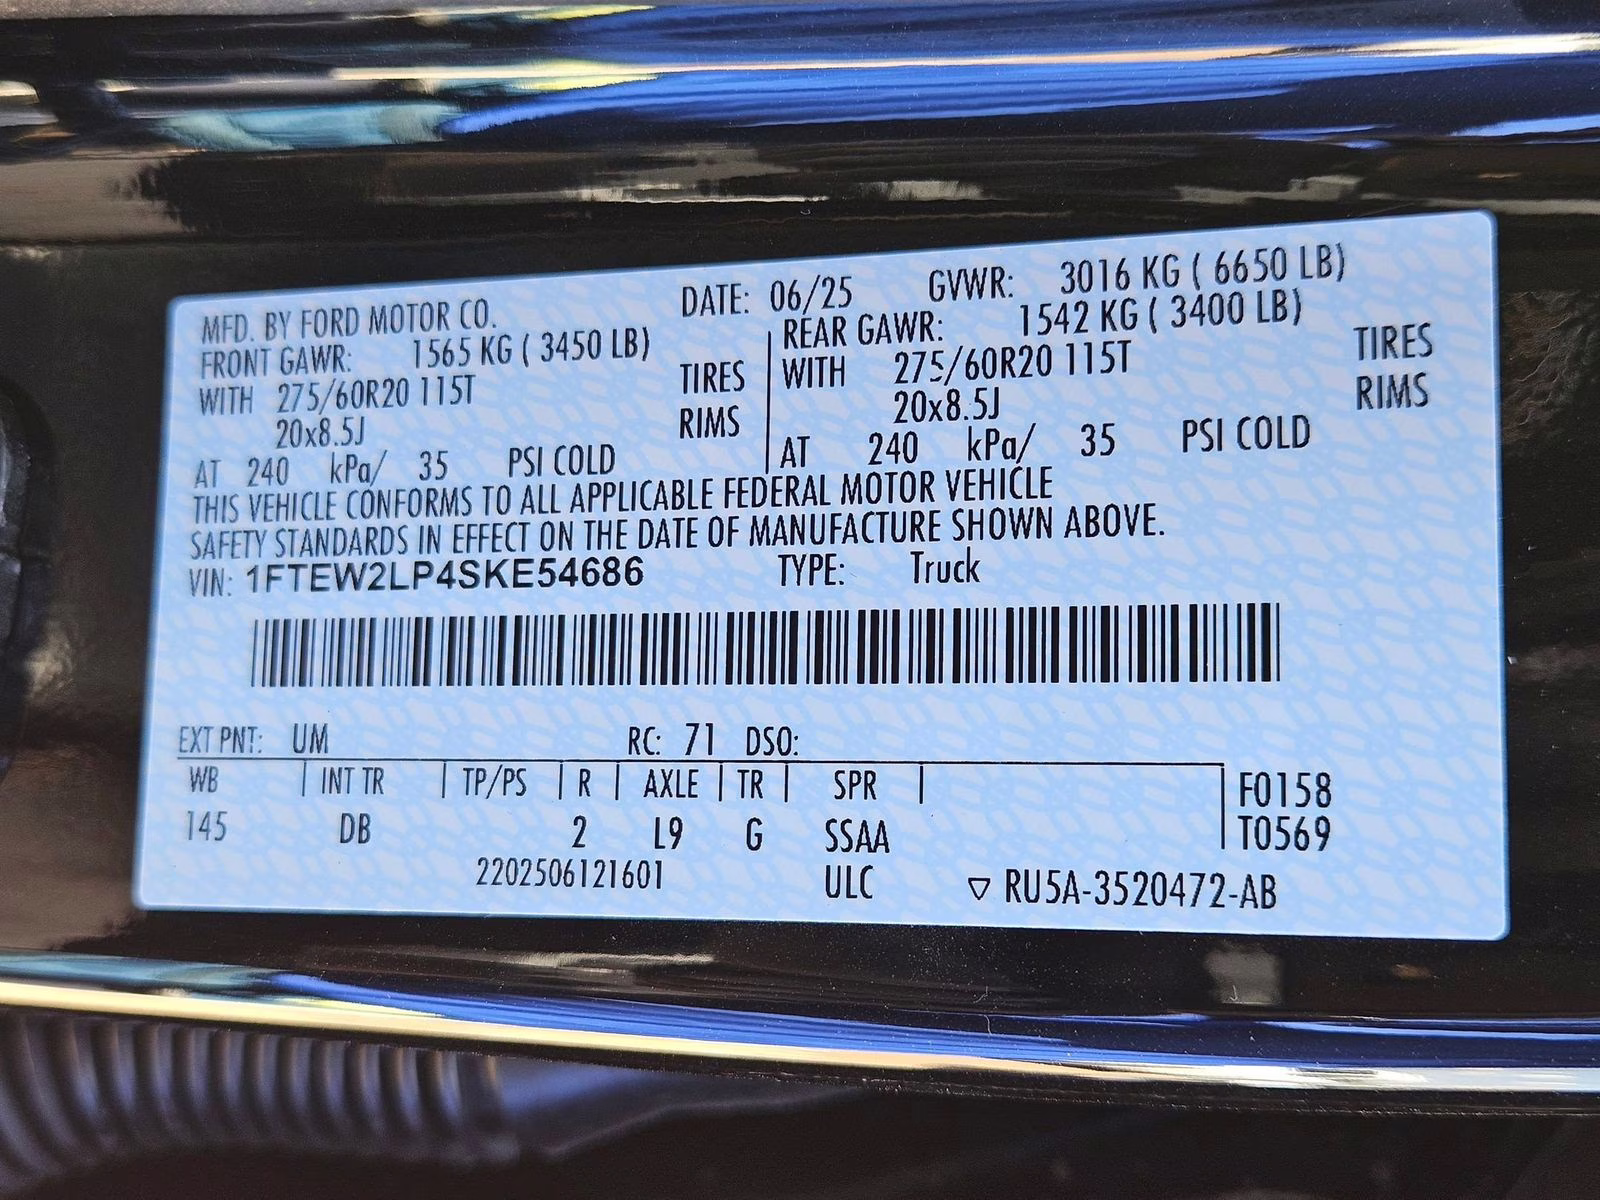 MFD. BY FORD MOTOR CO. DATE: 06/25 GVWR: 3016 KG ( 6650 LB)
FRONT GAWR: 1565 KG ( 3450 LB) REAR GAWR: 1542 KG ( 3400 LB)
WITH 275/60R20 115T TIRES WITH 275/60R20 115T TIRES
20x8.5J RIMS 20x8.5J RIMS
AT 240 kPa/ 35 PSI COLD AT 240 kPa/ 35 PSI COLD
THIS VEHICLE CONFORMS TO ALL APPLICABLE FEDERAL MOTOR VEHICLE
SAFETY STANDARDS IN EFFECT ON THE DATE OF MANUFACTURE SHOWN ABOVE.
VIN: 1FTEW2LP4SKE54686 TYPE: Truck
EXT PNT: UM RC: 71 DSO:
WB INT TR TP/PS R AXLE TR SPR F0158
145 DB 2 L9 G SSAA T0569
2202506121601 ULC ▽ RU5A-3520472-AB